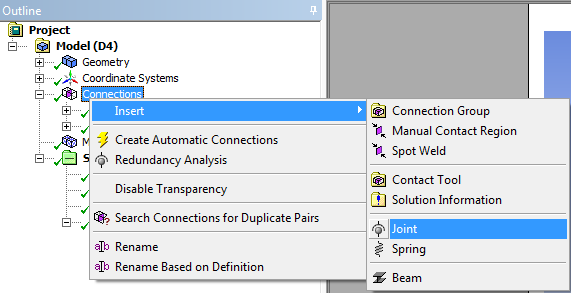 Outline
Project
Model (D4)
Geometry
Coordinate Systems
Connections
M
S
Insert
Create Automatic Connections
Redundancy Analysis
Disable Transparency
Search Connections for Duplicate Pairs
Rename
Rename Based on Definition
Connection Group
Manual Contact Region
Spot Weld
Contact Tool
Solution Information
Joint
Spring
Beam